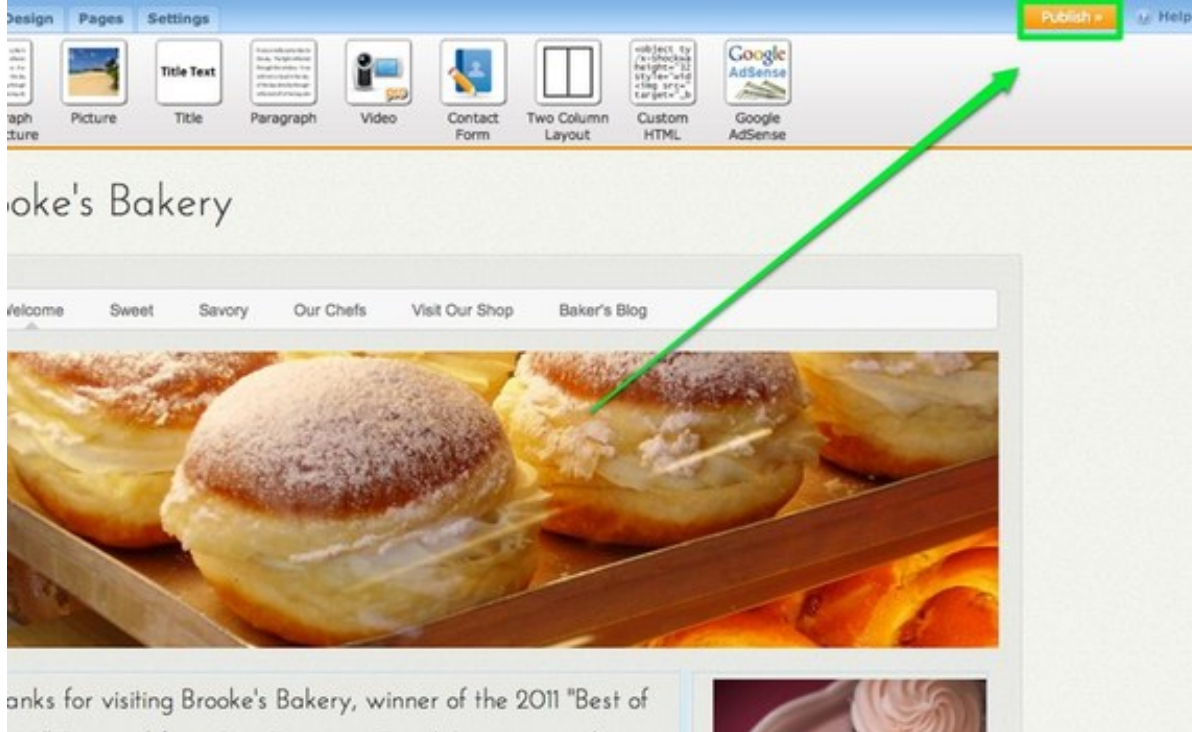 Design Pages Settings Publish » Help
Title Text
Google
AdSense
Picture Title Paragraph Video Contact
Form Two Column
Layout Custom
HTML Google
AdSense
oke's Bakery
Welcome Sweet Savory Our Chefs Visit Our Shop Baker's Blog
anks for visiting Brooke's Bakery, winner of the 2011 "Best of